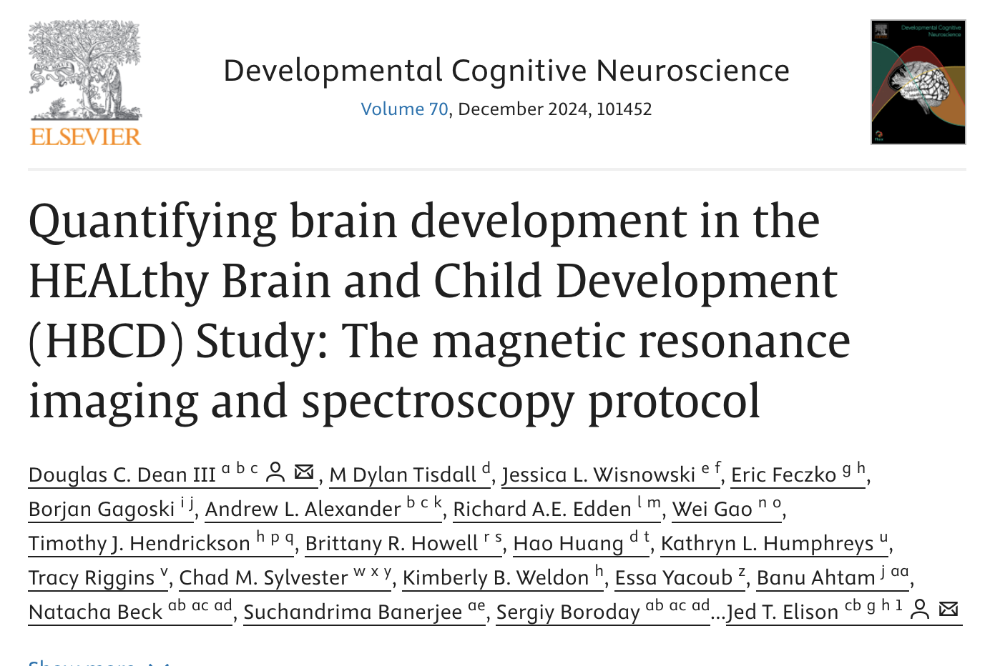 ELSEVIER
Developmental Cognitive Neuroscience
Volume 70, December 2024, 101452
Developmental Cognitive
Neuroscience
Quantifying brain development in the
HEALthy Brain and Child Development
(HBCD) Study: The magnetic resonance
imaging and spectroscopy protocol
Douglas C. Dean III a b c, M Dylan Tisdall d, Jessica L. Wisnowski e f, Eric Feczko g h,
Borjan Gagoski i j, Andrew L. Alexander b c k, Richard A.E. Edden l m, Wei Gao n o,
Timothy J. Hendrickson h p q, Brittany R. Howell r s, Hao Huang d t, Kathryn L. Humphreys u,
Tracy Riggins v, Chad M. Sylvester w x y, Kimberly B. Weldon h, Essa Yacoub z, Banu Ahtam j aa,
Natacha Beck ab ac ad, Suchandrima Banerjee ae, Sergiy Boroday ab ac ad...Jed T. Elison cb g h 1
Show more